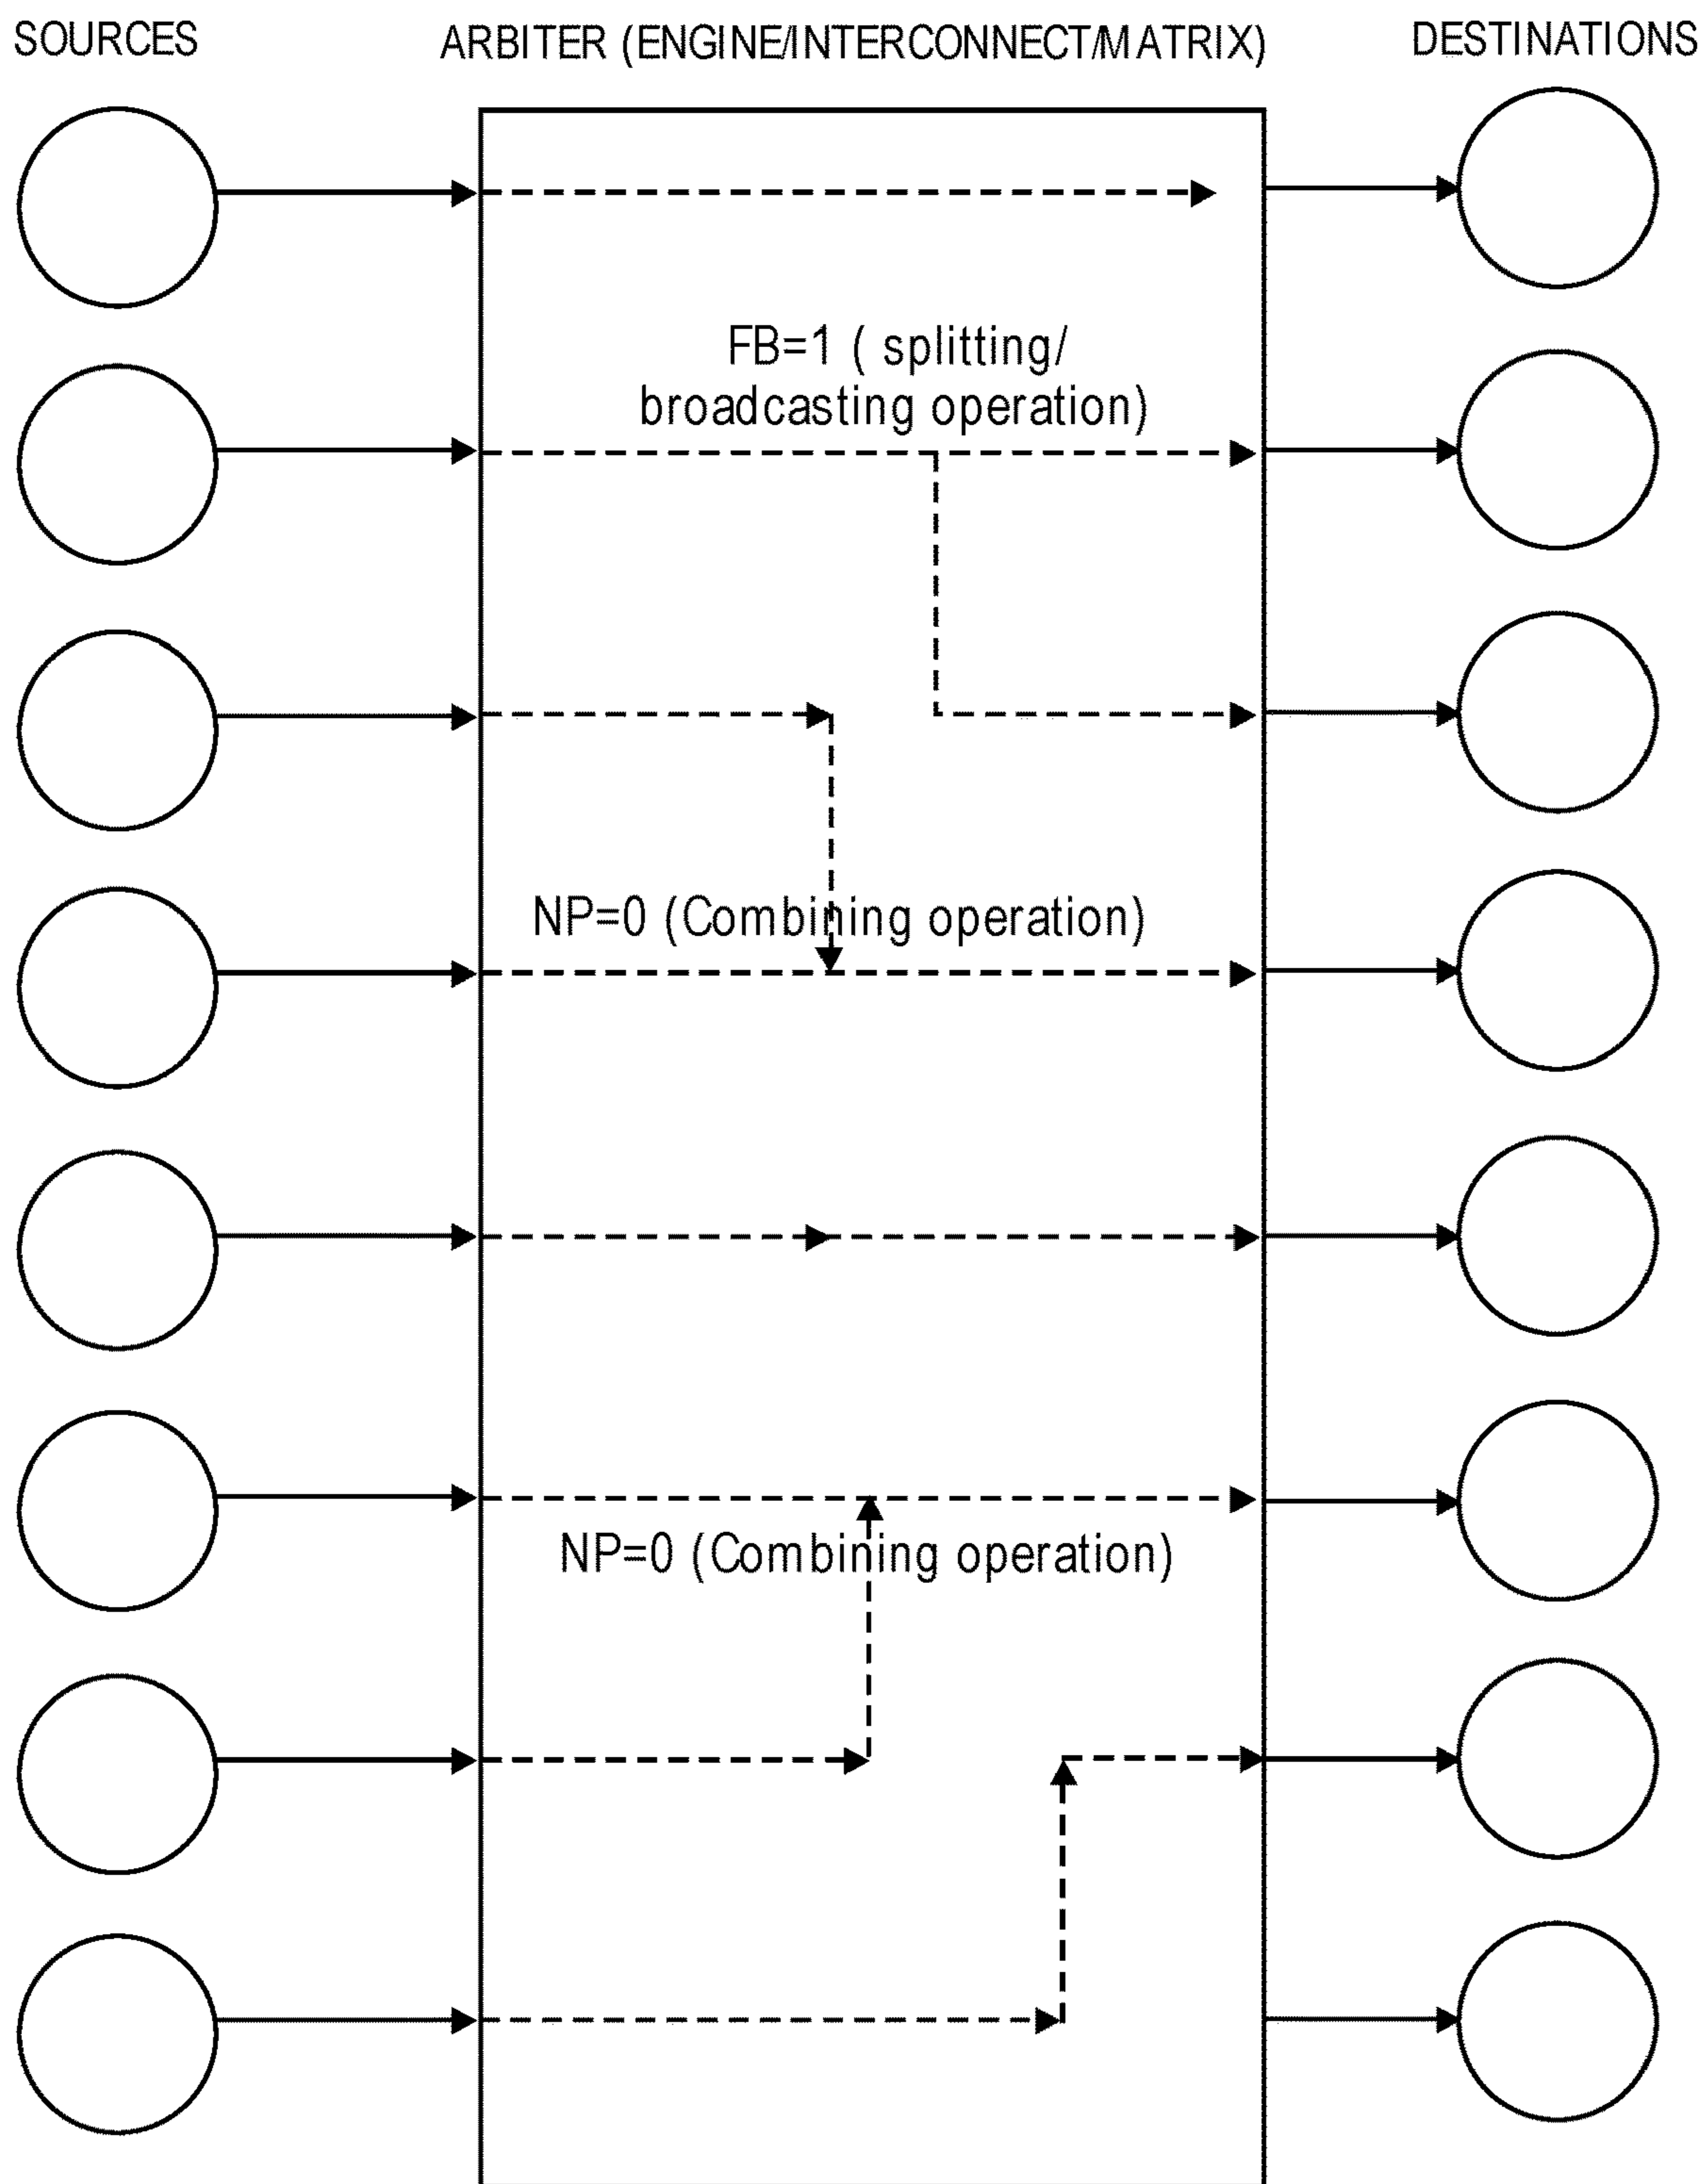 SOURCES
ARBITER (ENGINE/INTERCONNECT/MATRIX)
DESTINATIONS
FB=1 ( splitting/
broadcasting operation)
NP=0 (Combining operation)
NP=0 (Combining operation)